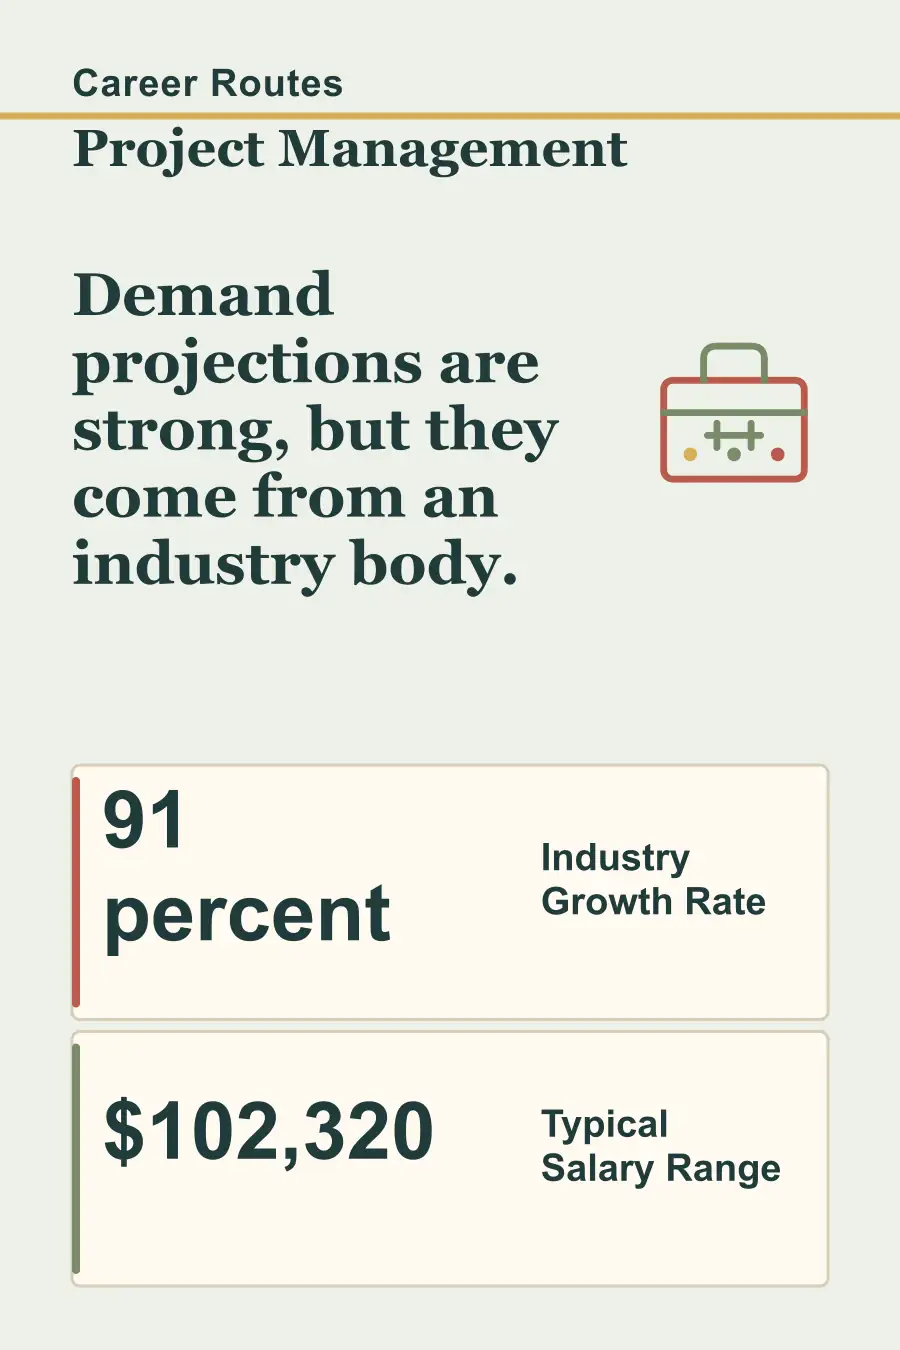 Career Routes
Project Management
Demand
projections are
strong, but they
come from an
industry body.
91
percent
Industry
Growth Rate
$102,320
Typical
Salary Range